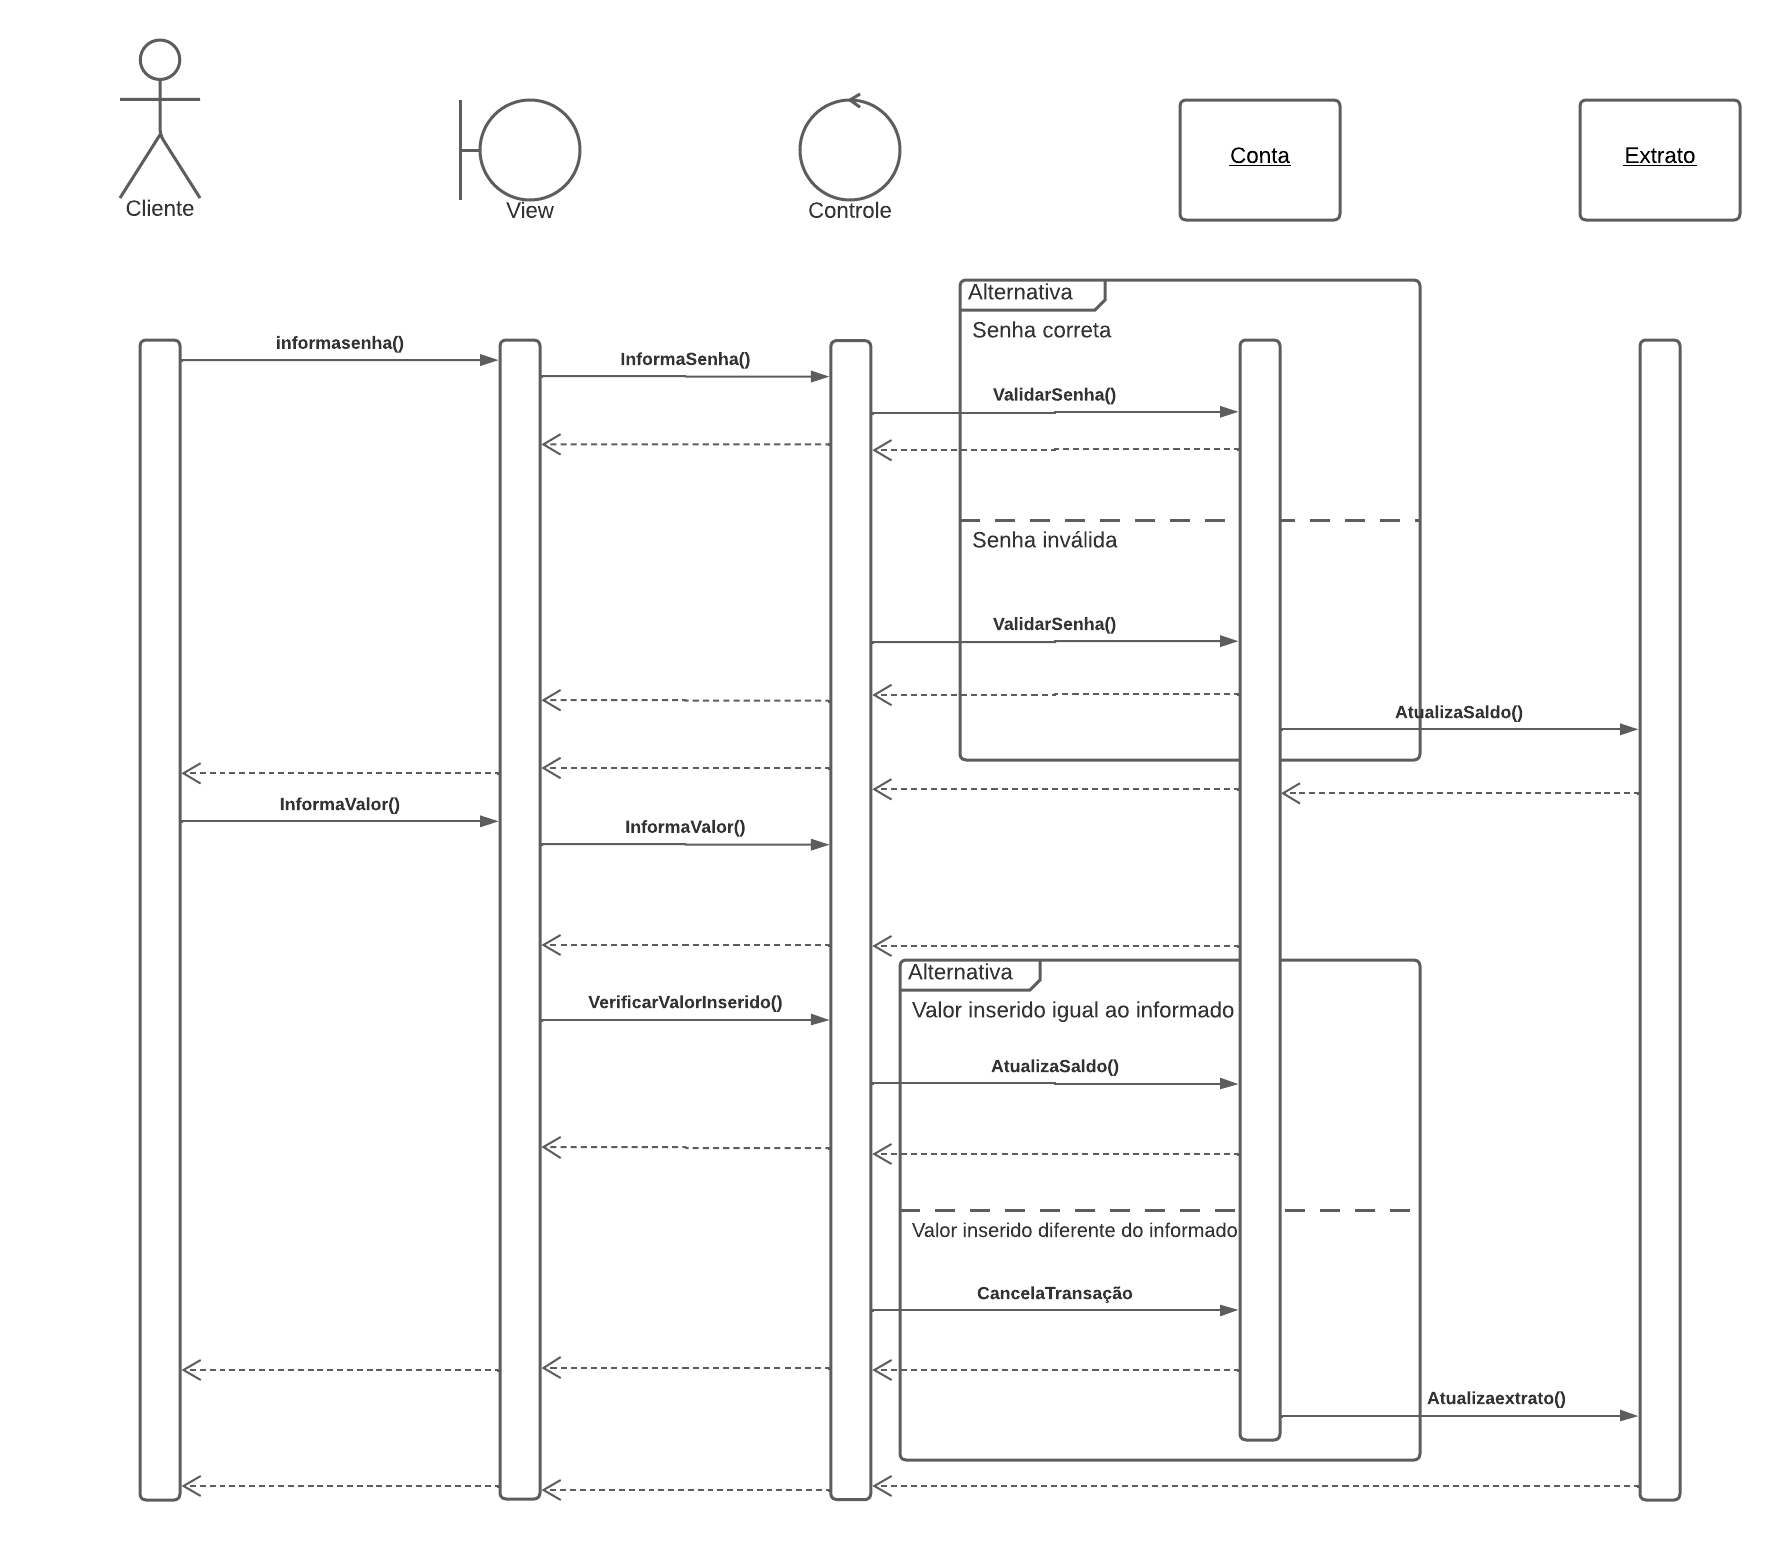 Cliente
View
Controle
Conta
Extrato
Alternativa
Senha correta
informasenha()
InformaSenha()
ValidarSenha()
Senha inválida
ValidarSenha()
AtualizaSaldo()
InformaValor()
InformaValor()
Alternativa
VerificarValorInserido()
Valor inserido igual ao informado
AtualizaSaldo()
Valor inserido diferente do informado
CancelaTransação
Atualizaextrato()